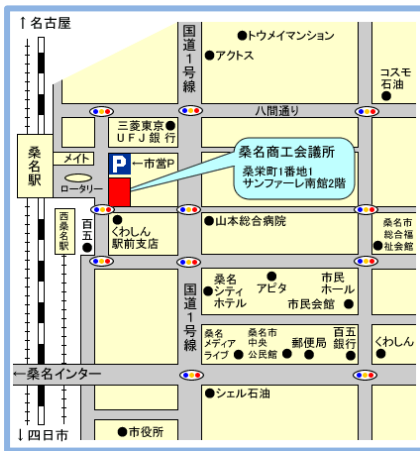 ↑名古屋
国道1号線
トウメイマンション
アクトス
コスモ
石油
八間通り
三菱東京
UFJ銀行
桑名駅
メイト
P
←市営P
ロータリー
桑名商工会議所
桑栄町1番地1
サンファーレ南館2階
西桑名駅
百五
くわしん
駅前支店
山本総合病院
桑名
市総合福
祉会館
国道1号線
桑名
シティ
ホテル
アピタ
市民
ホール
市民会館
桑名
メディア
ライブ
桑名市
中央
公民館
郵便局
百五
銀行
くわしん
←桑名インター
シェル石油
↓四日市
市役所